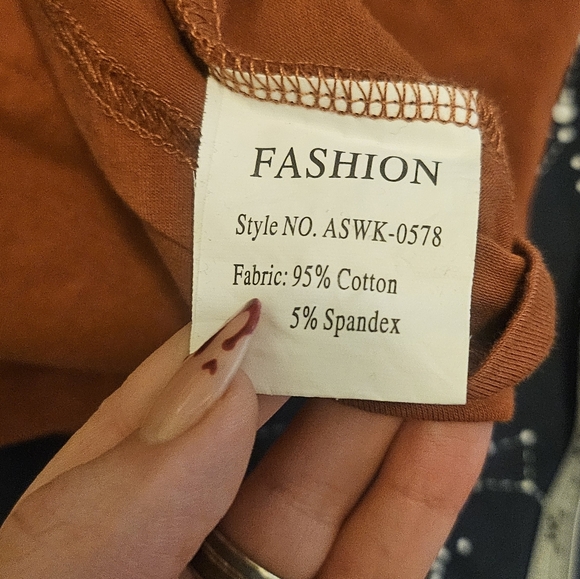 FASHION
Style NO. ASWK-0578
Fabric: 95% Cotton
5% Spandex